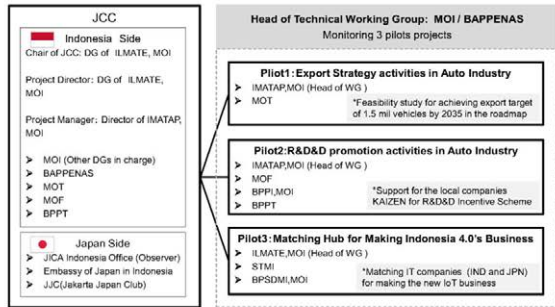 JCC
Indonesia Side
Chair of JCC: DG of ILMATE, MOI
Project Director: DG of ILMATE,
MOI
Project Manager: Director of IMATAP,
MOI
➢ MOI (Other DGs in charge)
➢ BAPPENAS
➢ MOT
➢ MOF
➢ BPPT
Japan Side
➢ JICA Indonesia Office (Observer)
➢ Embassy of Japan in Indonesia
➢ JJC(Jakarta Japan Club)
Head of Technical Working Group: MOI / BAPPENAS
Monitoring 3 pilots projects
Pliot1:Export Strategy activities in Auto Industry
➢ IMATAP,MOI (Head of WG )
➢ MOT
*Feasibility study for achieving export target
of 1.5 mil vehicles by 2035 in the roadmap
Pilot2:R&D&D promotion activities in Auto Industry
➢ IMATAP,MOI (Head of WG )
➢ MOF
➢ BPPI,MOI
➢ BPPT
*Support for the local companies
KAIZEN for R&D&D Incentive Scheme
Pilot3:Matching Hub for Making Indonesia 4.0's Business
➢ ILMATE,MOI (Head of WG )
➢ STMI
➢ BPSDMI,MOI
*Matching IT companies (IND and JPN)
for making the new IoT business